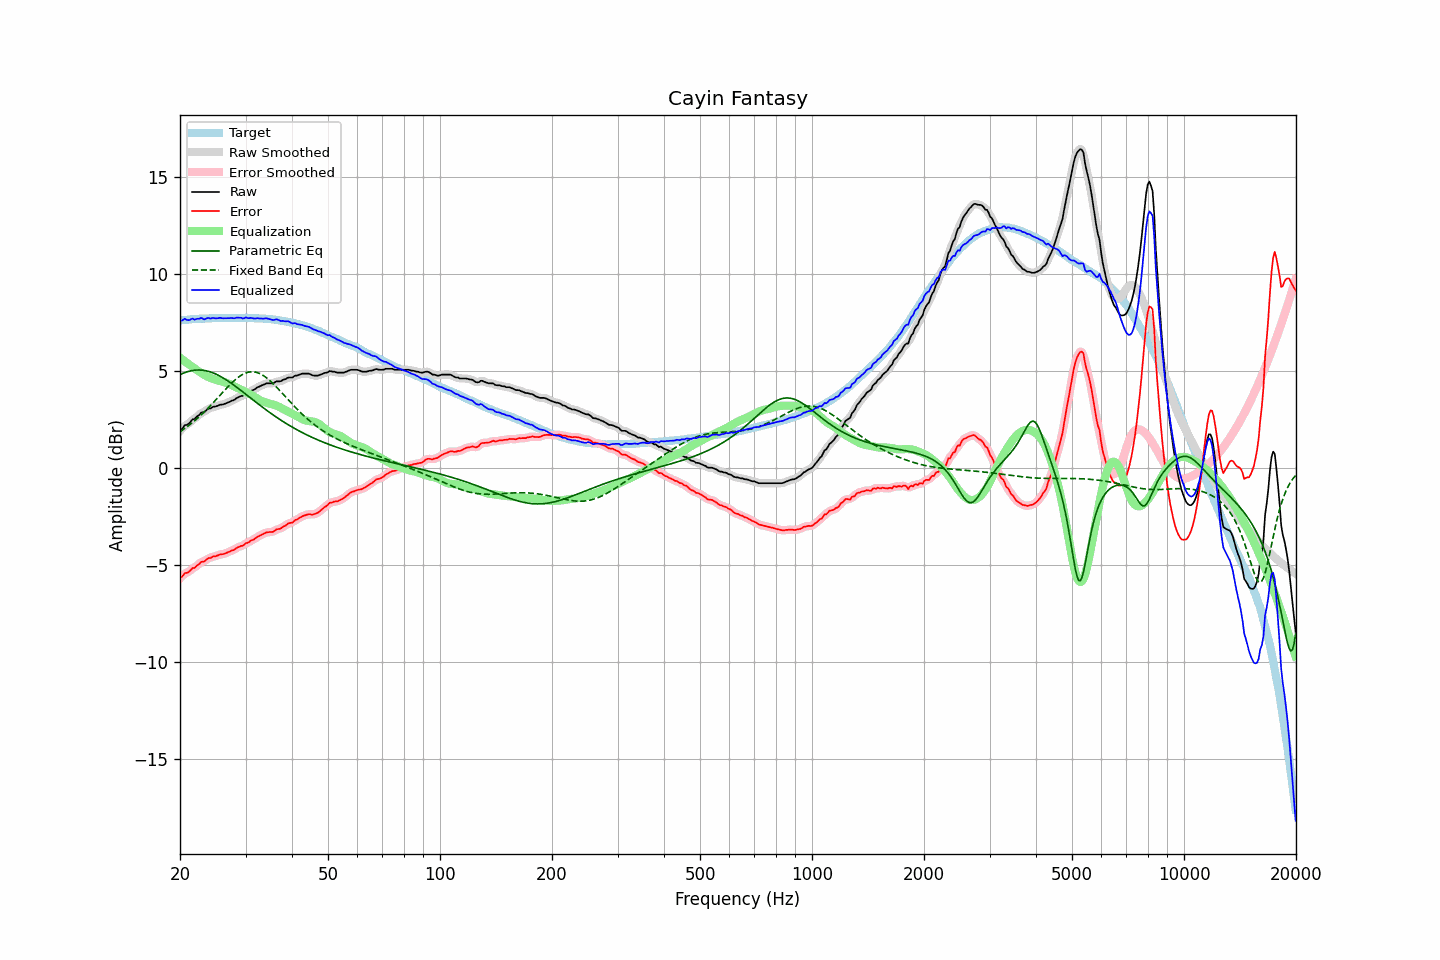 Cayin Fantasy
Target
Raw Smoothed
Error Smoothed
Raw
Error
Equalization
Parametric Eq
Fixed Band Eq
Equalized
15
10
5
0
−5
−10
−15
Amplitude (dBr)
20 50 100 200 500 1000 2000 5000 10000 20000
Frequency (Hz)